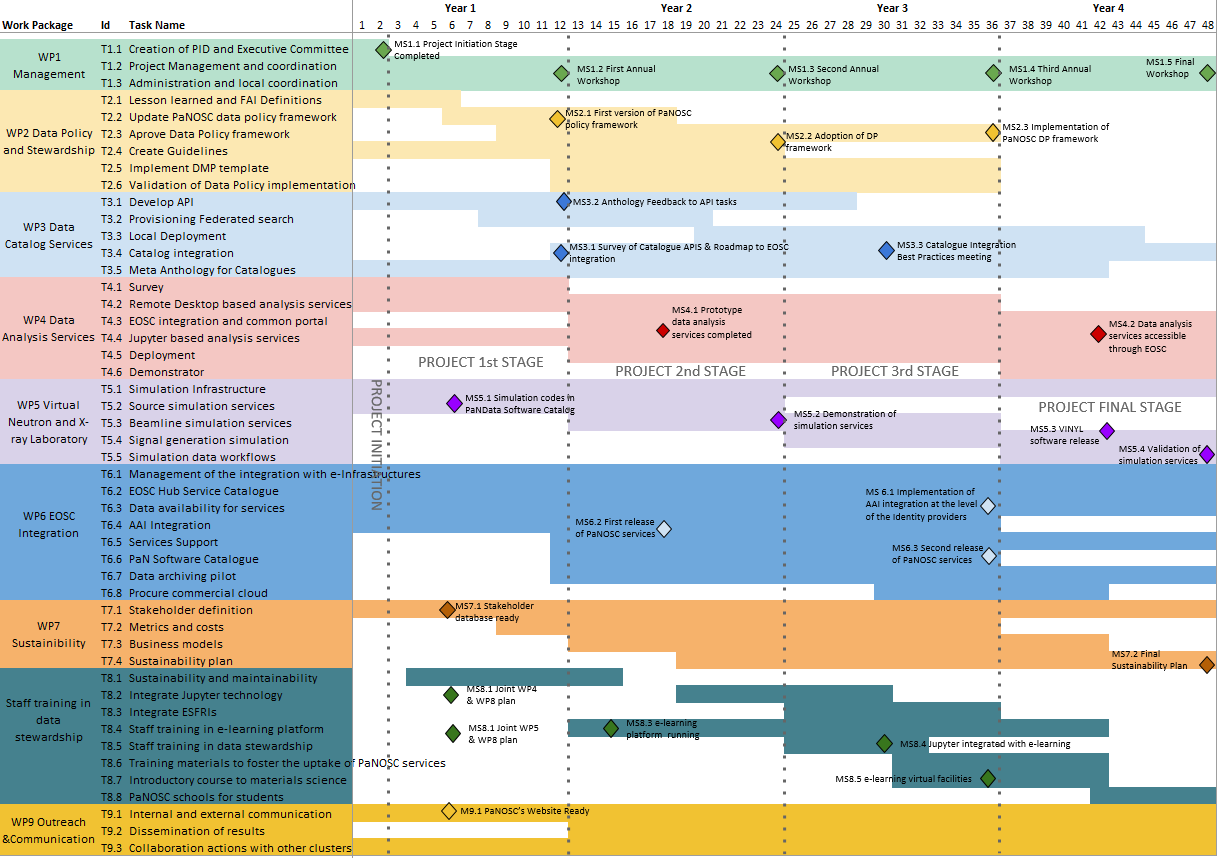 Year 1 Year 2 Year 3 Year 4
Work Package Id Task Name 1 2 3 4 5 6 7 8 9 10 11 12 13 14 15 16 17 18 19 20 21 22 23 24 25 26 27 28 29 30 31 32 33 34 35 36 37 38 39 40 41 42 43 44 45 46 47 48
WP1
Management
T1.1 Creation of PID and Executive Committee
T1.2 Project Management and coordination
T1.3 Administration and local coordination
MS1.1 Project Initiation Stage
Completed
MS1.2 First Annual
Workshop
MS1.3 Second Annual
Workshop
MS1.4 Third Annual
Workshop
MS1.5 Final
Workshop
WP2 Data Policy
and Stewardship
T2.1 Lesson learned and FAI Definitions
T2.2 Update PaNOSC data policy framework
T2.3 Aprove Data Policy framework
T2.4 Create Guidelines
T2.5 Implement DMP template
T2.6 Validation of Data Policy implementation
MS2.1 First version of PaNOSC
policy framework
MS2.2 Adoption of DP
framework
MS2.3 Implementation of
PaNOSC DP framework
WP3 Data
Catalog Services
T3.1 Develop API
T3.2 Provisioning Federated search
T3.3 Local Deployment
T3.4 Catalog integration
T3.5 Meta Anthology for Catalogues
MS3.2 Anthology Feedback to API tasks
MS3.1 Survey of Catalogue APIS & Roadmap to EOSC
integration
MS3.3 Catalogue Integration
Best Practices meeting
WP4 Data
Analysis Services
T4.1 Survey
T4.2 Remote Desktop based analysis services
T4.3 EOSC integration and common portal
T4.4 Jupyter based analysis services
T4.5 Deployment
T4.6 Demonstrator
MS4.1 Prototype
data analysis
services completed
MS4.2 Data analysis
services accessible
through EOSC
PROJECT 1st STAGE
PROJECT 2nd STAGE
PROJECT 3rd STAGE
PROJECT FINAL STAGE
PROJECT INITIATION
WP5 Virtual
Neutron and X-
ray Laboratory
T5.1 Simulation Infrastructure
T5.2 Source simulation services
T5.3 Beamline simulation services
T5.4 Signal generation simulation
T5.5 Simulation data workflows
MS5.1 Simulation codes in
PaNData Software Catalog
MS5.2 Demonstration of
simulation services
MS5.3 VINYL
software release
MS5.4 Validation of
simulation services
WP6 EOSC
Integration
T6.1 Management of the integration with e-Infrastructures
T6.2 EOSC Hub Service Catalogue
T6.3 Data availability for services
T6.4 AAI Integration
T6.5 Services Support
T6.6 PaN Software Catalogue
T6.7 Data archiving pilot
T6.8 Procure commercial cloud
MS6.2 First release
of PaNOSC services
MS 6.1 Implementation of
AAI integration at the level
of the Identity providers
MS6.3 Second release
of PaNOSC services
WP7
Sustainability
T7.1 Stakeholder definition
T7.2 Metrics and costs
T7.3 Business models
T7.4 Sustainability plan
MS7.1 Stakeholder
database ready
MS7.2 Final
Sustainability Plan
Staff training in
data
stewardship
T8.1 Sustainability and maintainability
T8.2 Integrate Jupyter technology
T8.3 Integrate ESFRIs
T8.4 Staff training in e-learning platform
T8.5 Staff training in data stewardship
T8.6 Training materials to foster the uptake of PaNOSC services
T8.7 Introductory course to materials science
T8.8 PaNOSC schools for students
MS8.1 Joint WP4
& WP8 plan
MS8.1 Joint WP5
& WP8 plan
MS8.3 e-learning
platform running
MS8.4 Jupyter integrated with e-learning
MS8.5 e-learning virtual facilities
WP9 Outreach
&Communication
T9.1 Internal and external communication
T9.2 Dissemination of results
T9.3 Collaboration actions with other clusters
M9.1 PaNOSC's Website Ready